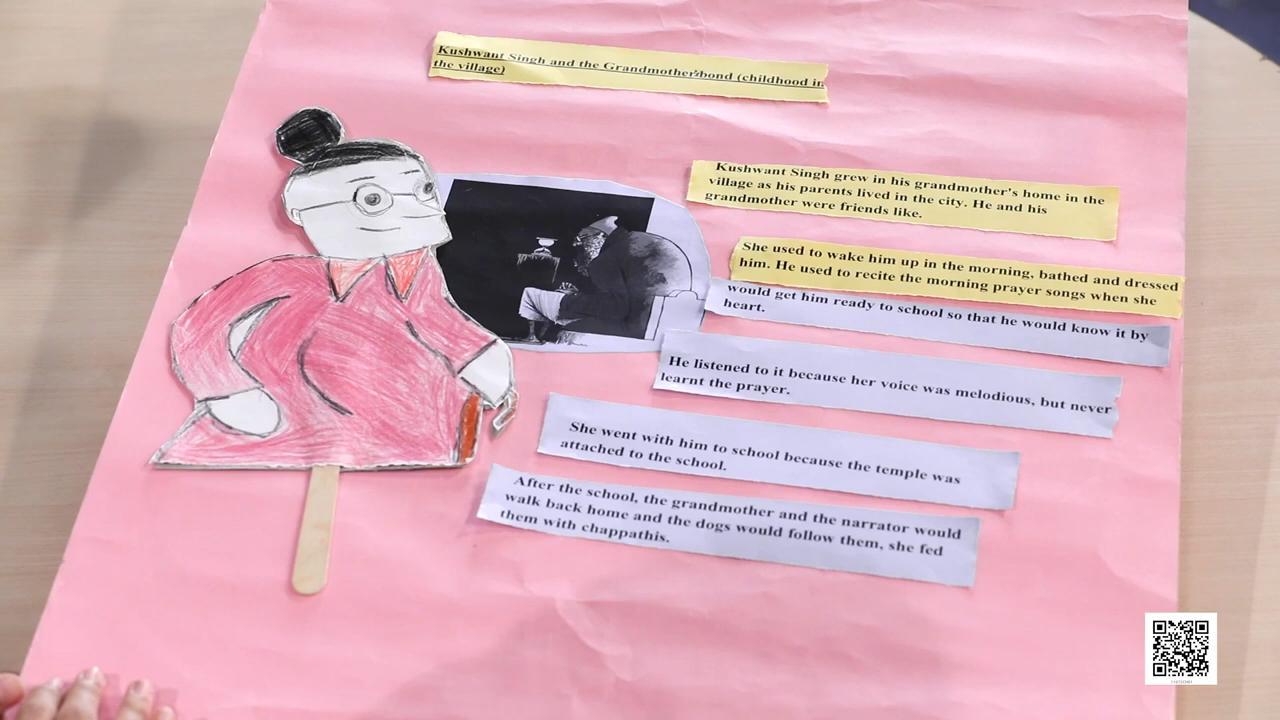 Kushwant Singh and the Grandmother bond (childhood in
the village)
Kushwant Singh grew in his grandmother's home in the
village as his parents lived in the city. He and his
grandmother were friends like.
She used to wake him up in the morning, bathed and dressed
him. He used to recite the morning prayer songs when she
would get him ready to school so that he would know it by
heart.
He listened to it because her voice was melodious, but never
learnt the prayer.
She went with him to school because the temple was
attached to the school.
After the school, the grandmother and the narrator would
walk back home and the dogs would follow them, she fed
them with chappathis.